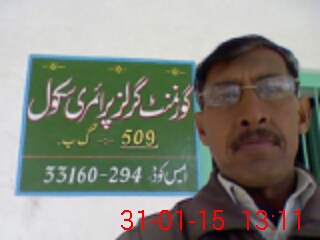 گورنمنٹ گرلز پرائمری سکول
509 گ ب
ایس کوڈ: 294-33160
31-01-15 13:11